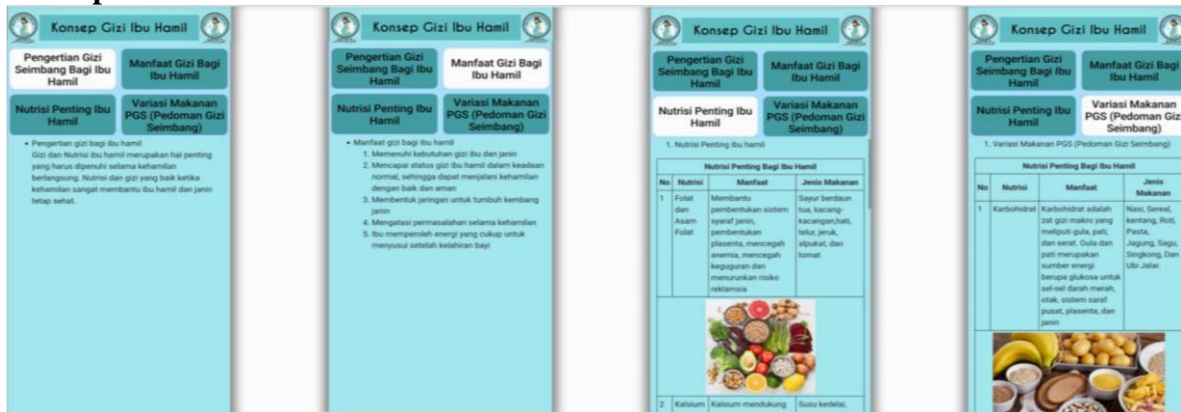 Konsep Gizi Ibu Hamil
Pengertian Gizi
Seimbang Bagi Ibu
Hamil
Manfaat Gizi Bagi
Ibu Hamil
Nutrisi Penting Ibu
Hamil
Variasi Makanan
PGS (Pedoman Gizi
Seimbang)
• Pengertian gizi bagi ibu hamil
Gizi dan Nutrisi ibu hamil merupakan hal penting
yang harus dipenuhi selama kehamilan
berlangsung. Nutrisi dan gizi yang baik ketika
kehamilan sangat membantu ibu hamil dan janin
tetap sehat.
Konsep Gizi Ibu Hamil
Pengertian Gizi
Seimbang Bagi Ibu
Hamil
Manfaat Gizi Bagi
Ibu Hamil
Nutrisi Penting Ibu
Hamil
Variasi Makanan
PGS (Pedoman Gizi
Seimbang)
• Manfaat gizi bagi ibu hamil
1. Memenuhi kebutuhan gizi ibu dan janin
2. Mencapai status gizi ibu hamil dalam keadaan
normal, sehingga dapat menjalani kehamilan
dengan baik dan aman
3. Membentuk jaringan untuk tumbuh kembang
janin
4. Mengatasi permasalahan selama kehamilan
5. Ibu memperoleh energi yang cukup untuk
menyusui setelah kelahiran bayi
Konsep Gizi Ibu Hamil
Pengertian Gizi
Seimbang Bagi Ibu
Hamil
Manfaat Gizi Bagi
Ibu Hamil
Nutrisi Penting Ibu
Hamil
Variasi Makanan
PGS (Pedoman Gizi
Seimbang)
1. Nutrisi Penting ibu hamil
Nutrisi Penting Bagi Ibu Hamil
No Nutrisi Manfaat Jenis Makanan
1 Folat Membantu Sayur berdaun
dan pembentukan sistem tua, kacang-
Asam syaraf janin, kacangan,hati,
Folat pembentukan telur, jeruk,
plasenta, mencegah alpukat, dan
anemia, mencegah tomat
keguguran dan
menurunkan risiko
reklamsia
2 Kalsium Kalsium mendukung Susu kedelai,
Konsep Gizi Ibu Hamil
Pengertian Gizi
Seimbang Bagi Ibu
Hamil
Manfaat Gizi Bagi
Ibu Hamil
Nutrisi Penting Ibu
Hamil
Variasi Makanan
PGS (Pedoman Gizi
Seimbang)
1. Variasi Makanan PGS (Pedoman Gizi Seimbang)
Nutrisi Penting Bagi Ibu Hamil
No Nutrisi Manfaat Jenis
Makanan
1 Karbohidrat Karbohidrat adalah Nasi, Sereal,
zat gizi makro yang kentang, Roti,
meliputi gula, pati, Pasta,
dan serat. Gula dan Jagung, Sagu,
pati merupakan Singkong, Dan
sumber energi Ubi Jalar.
berupa glukosa untuk
sel-sel darah merah,
otak, sistem saraf
pusat, plasenta, dan
janin